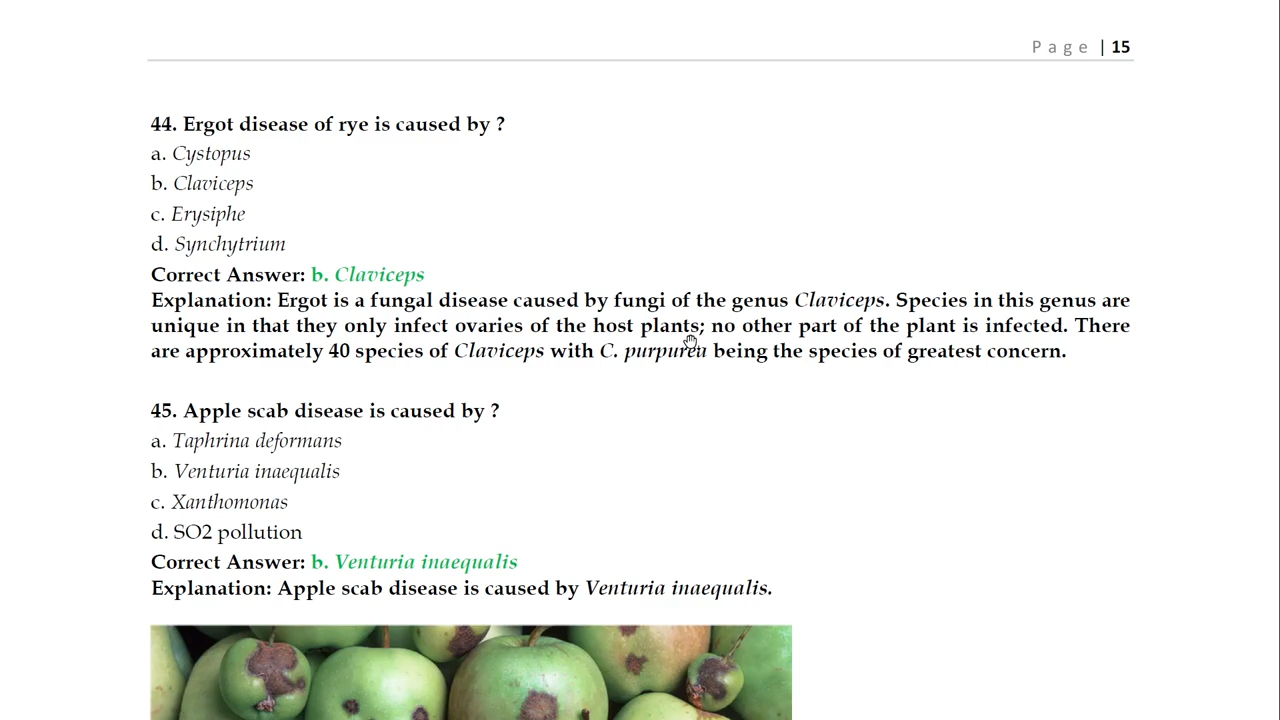 Page | 15
44. Ergot disease of rye is caused by ?
a. Cystopus
b. Claviceps
c. Erysiphe
d. Synchytrium
Correct Answer: b. Claviceps
Explanation: Ergot is a fungal disease caused by fungi of the genus Claviceps. Species in this genus are
unique in that they only infect ovaries of the host plants; no other part of the plant is infected. There
are approximately 40 species of Claviceps with C. purpurea being the species of greatest concern.
45. Apple scab disease is caused by ?
a. Taphrina deformans
b. Venturia inaequalis
c. Xanthomonas
d. SO2 pollution
Correct Answer: b. Venturia inaequalis
Explanation: Apple scab disease is caused by Venturia inaequalis.